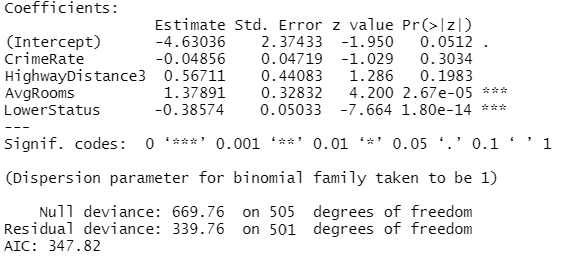 Coefficients:
Estimate Std. Error z value Pr(>|z|)
(Intercept) -4.63036 2.37433 -1.950 0.0512 .
CrimeRate -0.04856 0.04719 -1.029 0.3034
HighwayDistance3 0.56711 0.44083 1.286 0.1983
AvgRooms 1.37891 0.32832 4.200 2.67e-05 ***
LowerStatus -0.38574 0.05033 -7.664 1.80e-14 ***
---
Signif. codes: 0 ‘***’ 0.001 ‘**’ 0.01 ‘*’ 0.05 ‘.’ 0.1 ‘ ’ 1
(Dispersion parameter for binomial family taken to be 1)
Null deviance: 669.76 on 505 degrees of freedom
Residual deviance: 339.76 on 501 degrees of freedom
AIC: 347.82